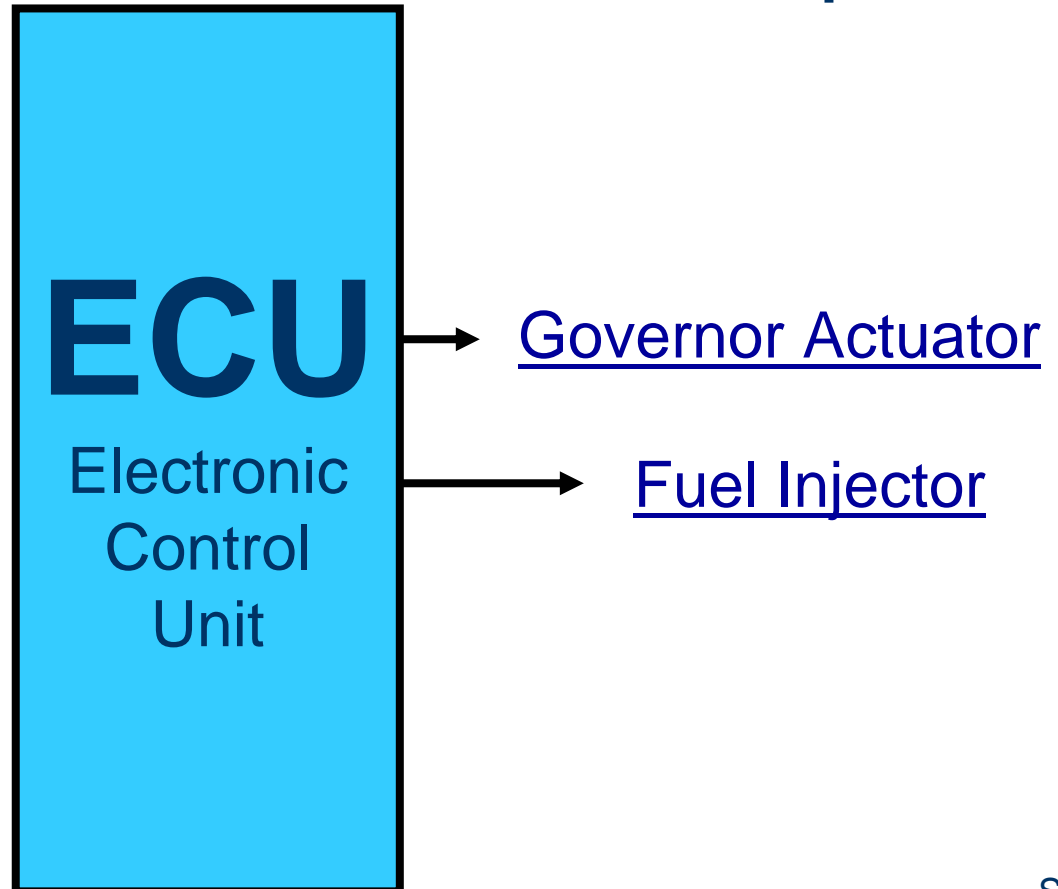 ECU
Governor Actuator
Electronic
Fuel Injector
Control
Unit